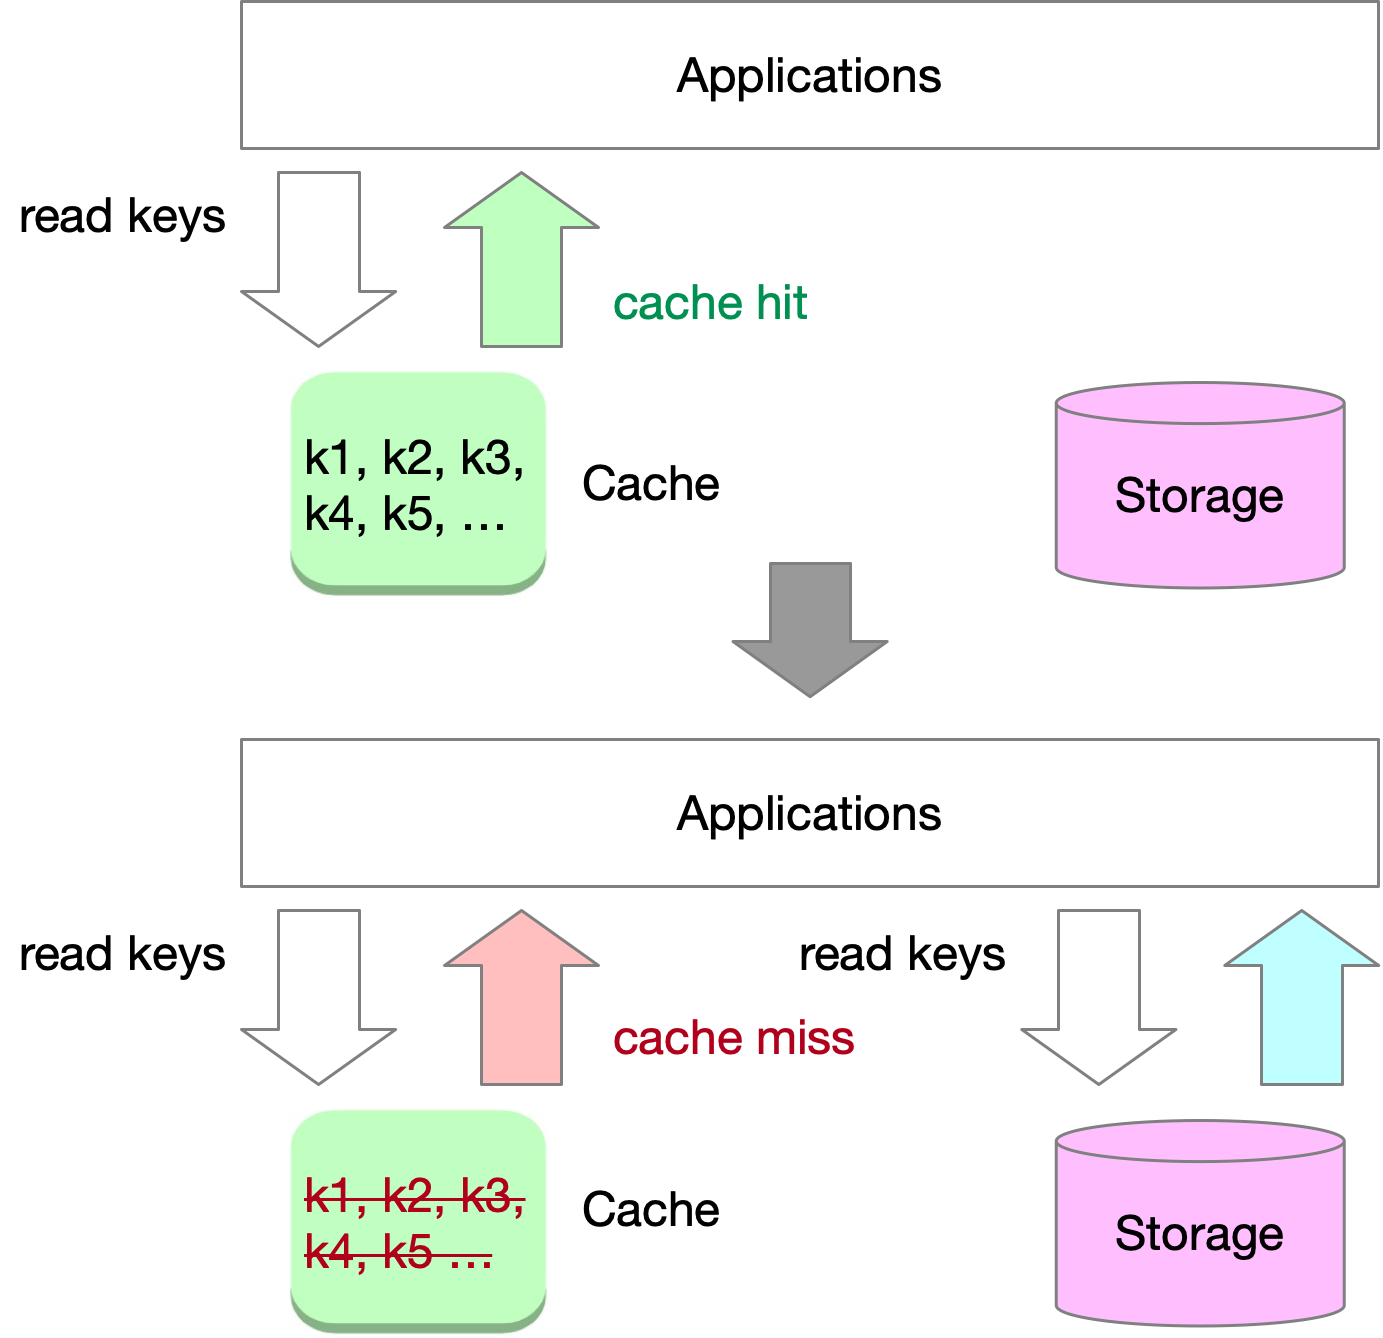 Applications
read keys
cache hit
k1, k2, k3,
k4, k5, …
Cache
Storage
Applications
read keys
read keys
cache miss
k1, k2, k3,
k4, k5 …
Cache
Storage